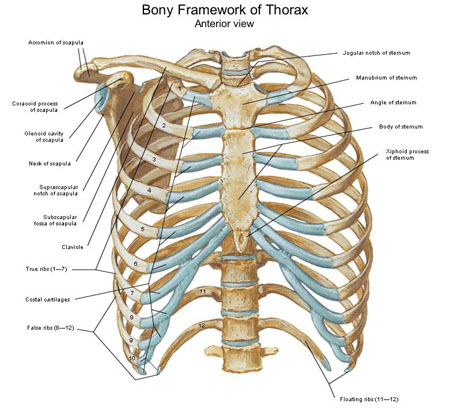 Bony Framework of Thorax
Anterior view
Acromion of scapula
Coracoid process
of scapula
Glenoid cavity
of scapula
Neck of scapula
Suprascapular
notch of scapula
Subscapular
fossa of scapula
Clavicle
True ribs (1—7)
Costal cartilages
False ribs (8—12)
Jugular notch of sternum
Manubrium of sternum
Angle of sternum
Body of sternum
Xiphoid process
of sternum
Floating ribs (11—12)
2
3
4
5
6
7
8
9
10
11
12